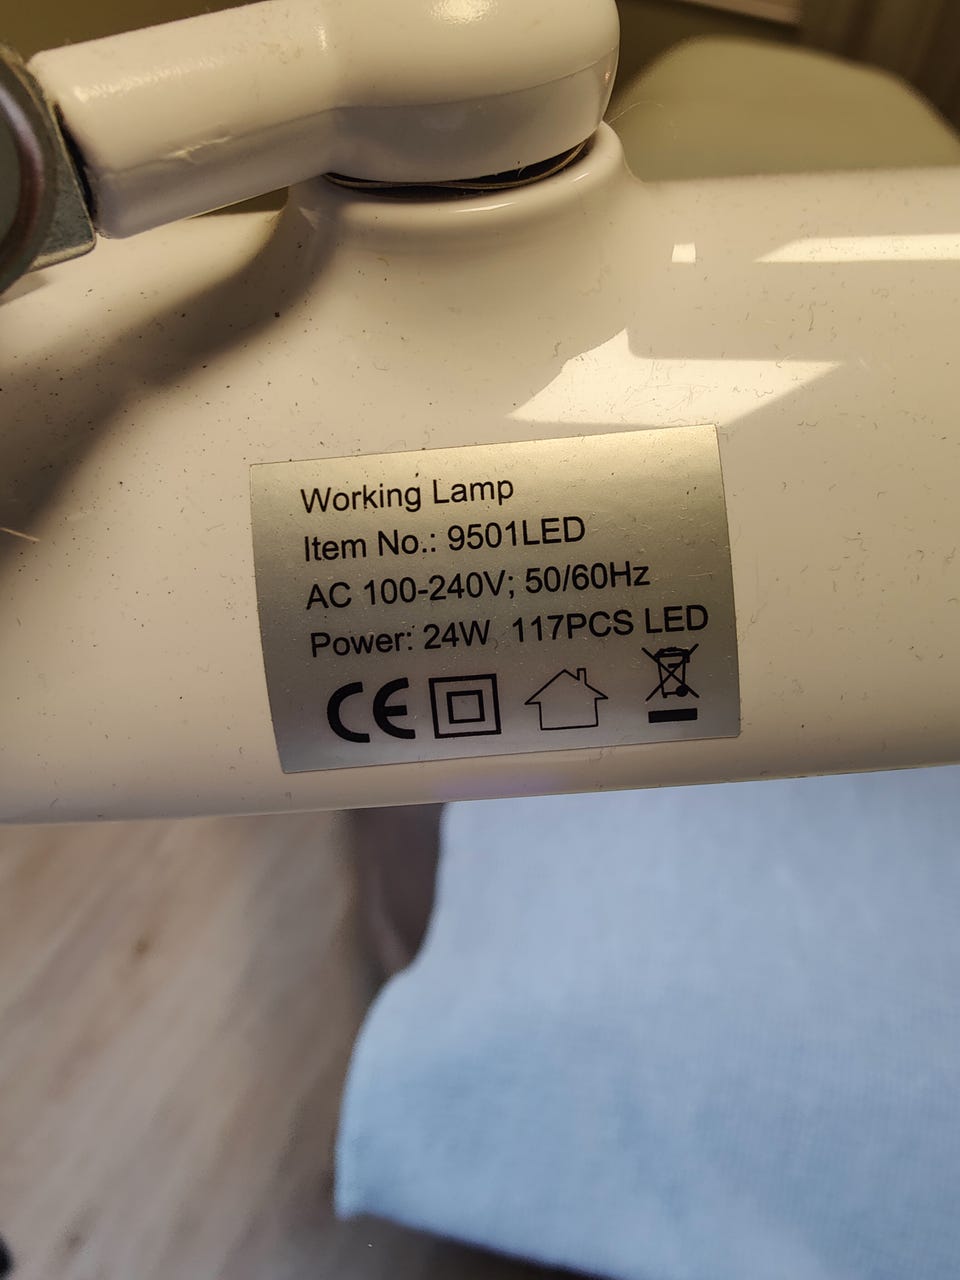 Working Lamp
Item No.: 9501LED
AC 100-240V; 50/60Hz
Power: 24W 117PCS LED
CE